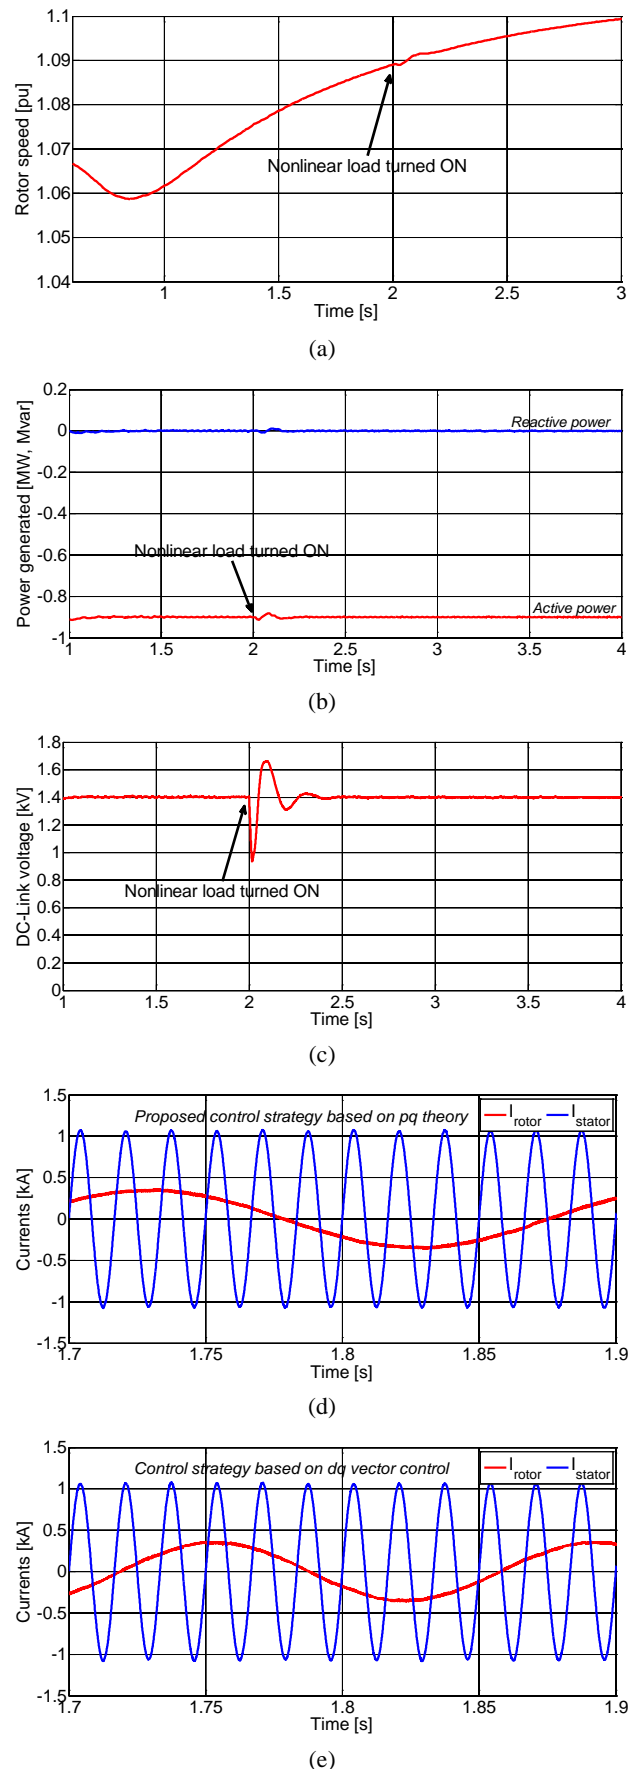 1.1
1.09
1.08
1.07
1.06
1.05
1.04
Rotor speed [pu]
Nonlinear load turned ON
1
1.5
2
2.5
3
Time [s]
(a)
0.2
0
-0.2
-0.4
-0.6
-0.8
-1
Power generated [MW, Mvar]
Reactive power
Nonlinear load turned ON
Active power
1
1.5
2
2.5
3
3.5
4
Time [s]
(b)
1.8
1.6
1.4
1.2
1
0.8
0.6
0.4
0.2
0
DC-Link voltage [kV]
Nonlinear load turned ON
1
1.5
2
2.5
3
3.5
4
Time [s]
(c)
1.5
1
0.5
0
-0.5
-1
-1.5
Currents [kA]
Proposed control strategy based on pq theory
I rotor
I stator
1.7
1.75
1.8
1.85
1.9
Time [s]
(d)
1.5
1
0.5
0
-0.5
-1
-1.5
Currents [kA]
Control strategy based on dq vector control
I rotor
I stator
1.7
1.75
1.8
1.85
1.9
Time [s]
(e)